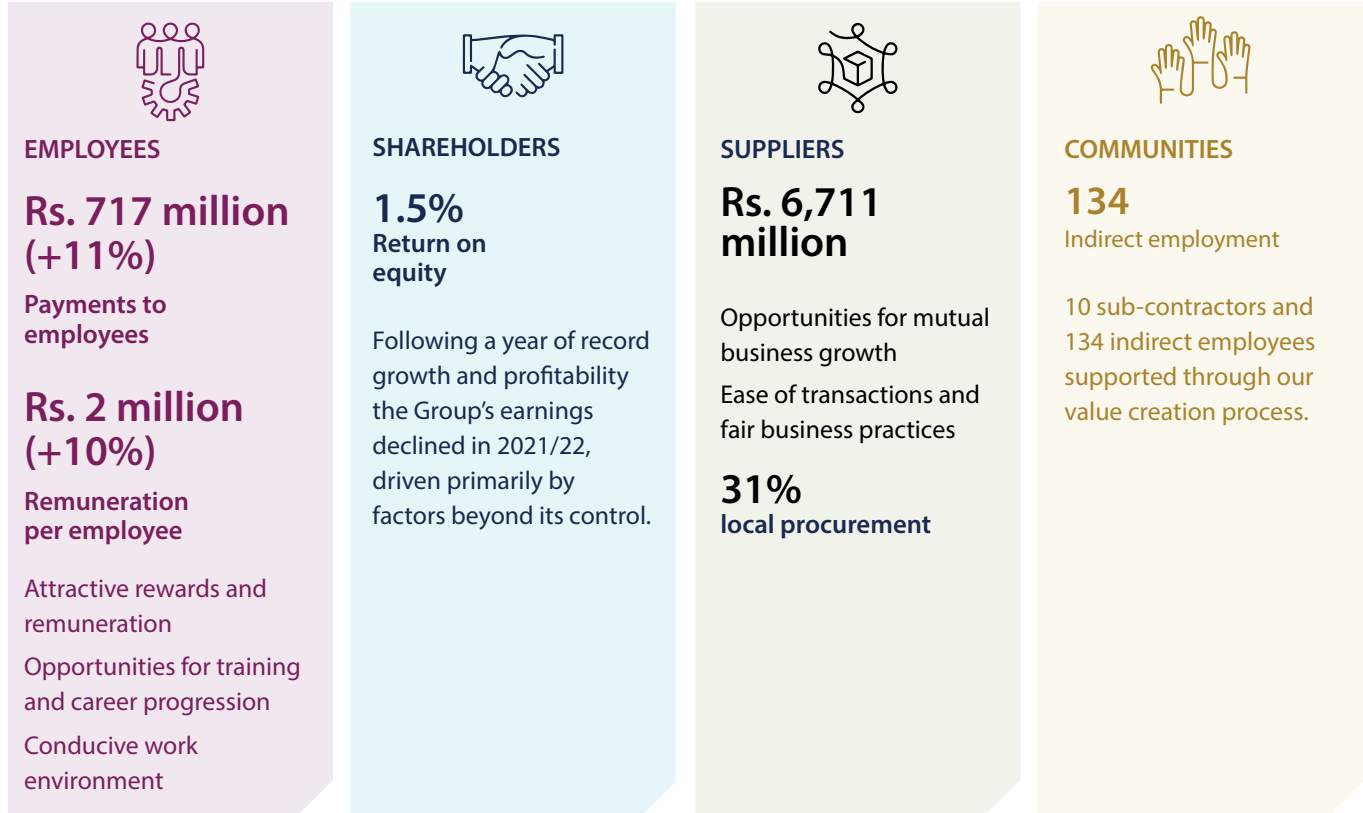 EMPLOYEES
Rs. 717 million
(+11%)
Payments to
employees
Rs. 2 million
(+10%)
Remuneration
per employee
Attractive rewards and
remuneration
Opportunities for training
and career progression
Conducive work
environment
SHAREHOLDERS
1.5%
Return on
equity
Following a year of record
growth and profitability
the Group's earnings
declined in 2021/22,
driven primarily by
factors beyond its control.
SUPPLIERS
Rs. 6,711
million
Opportunities for mutual
business growth
Ease of transactions and
fair business practices
31%
local procurement
COMMUNITIES
134
Indirect employment
10 sub-contractors and
134 indirect employees
supported through our
value creation process.